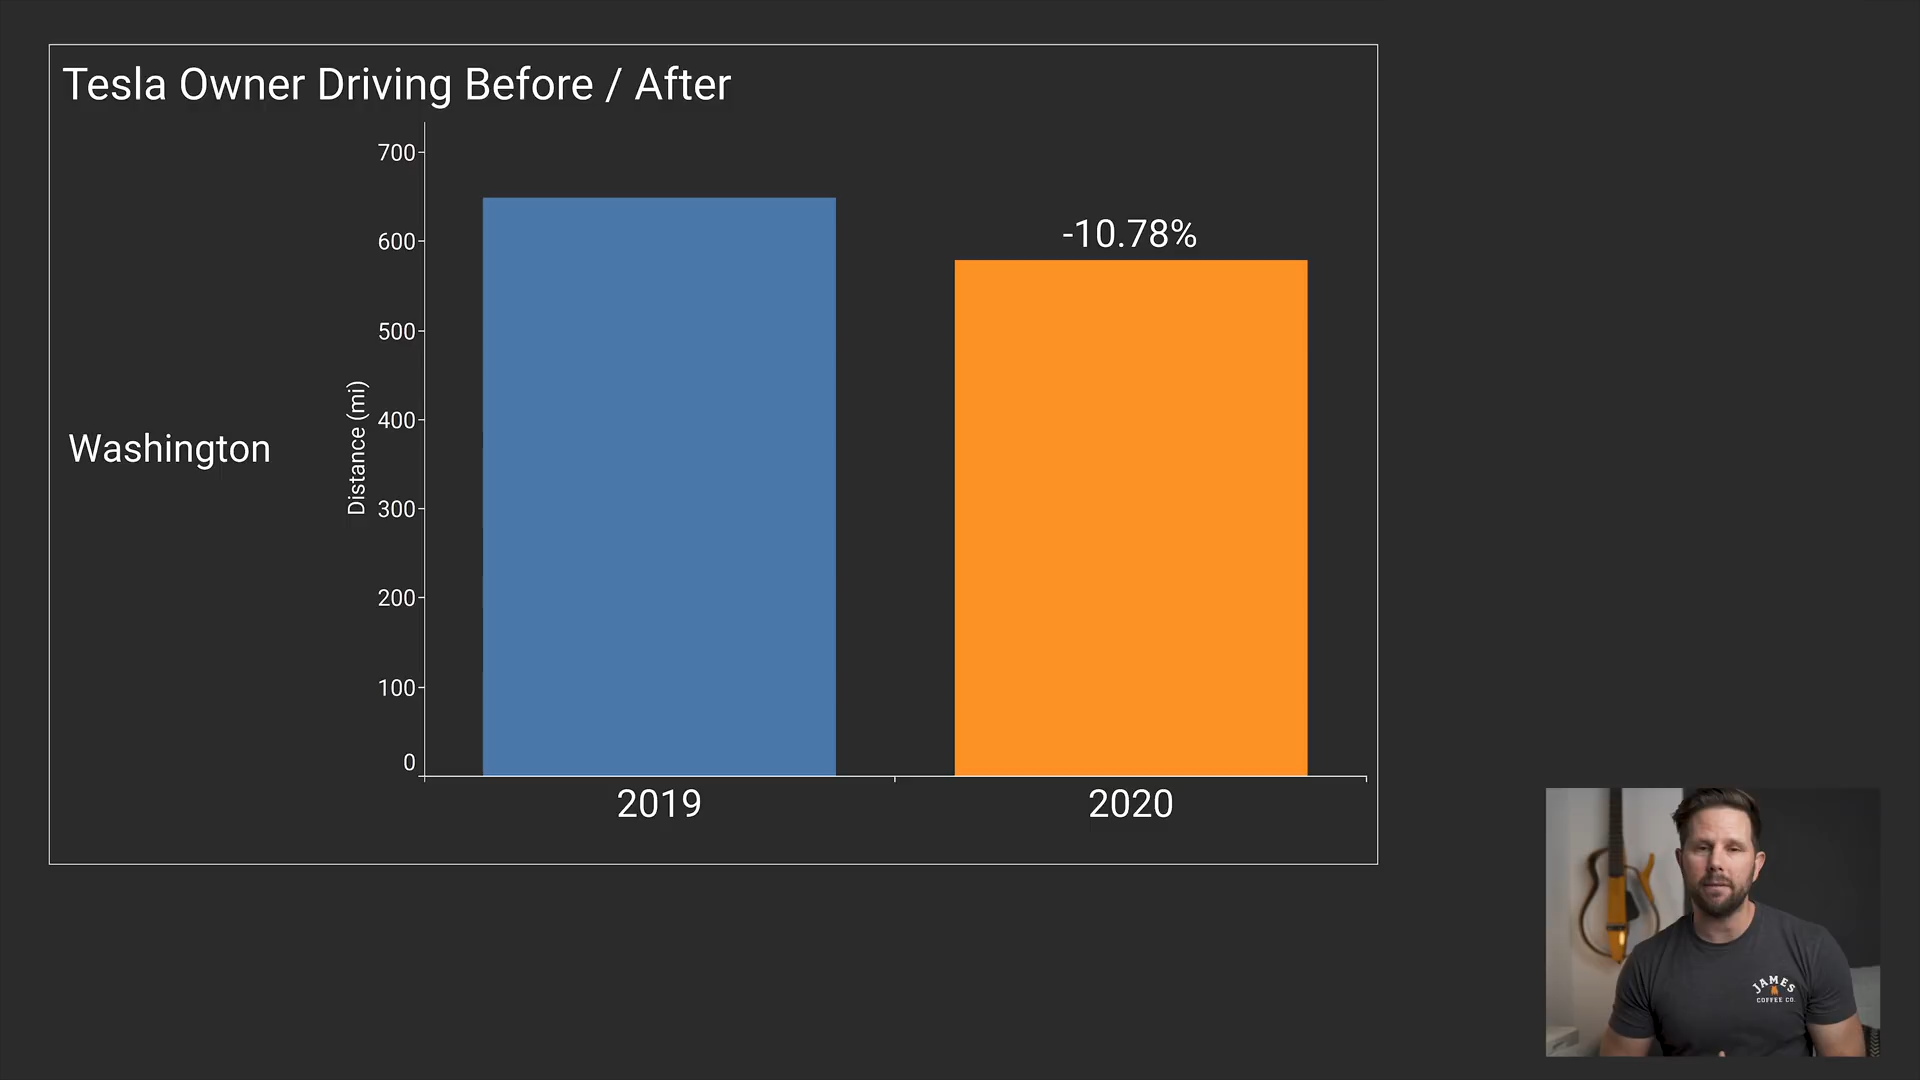 Tesla Owner Driving Before / After
Washington
Distance (mi)
700
600
500
400
300
200
100
0
-10.78%
2019
2020
JAMES
COFFEE CO.